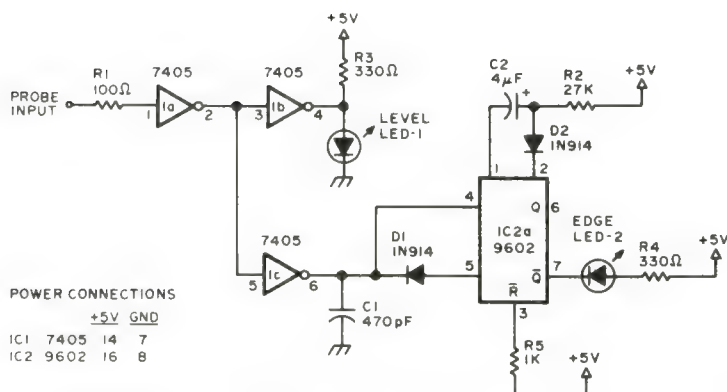 +5V
R3
330Ω
R1
100Ω
7405
7405
PROBE
INPUT
1
1a
2
3
1b
4
LEVEL
LED-1
C2
4μF
+
R2
27K
+5V
D2
1N914
1
2
4
Q
6
IC2a
9602
EDGE
LED-2
R4
330Ω
+5V
7405
D1
1N914
5
1c
6
5
Q̅
7
R̅
3
C1
470pF
R5
1K
+5V
POWER CONNECTIONS
+5V GND
IC1 7405 14 7
IC2 9602 16 8